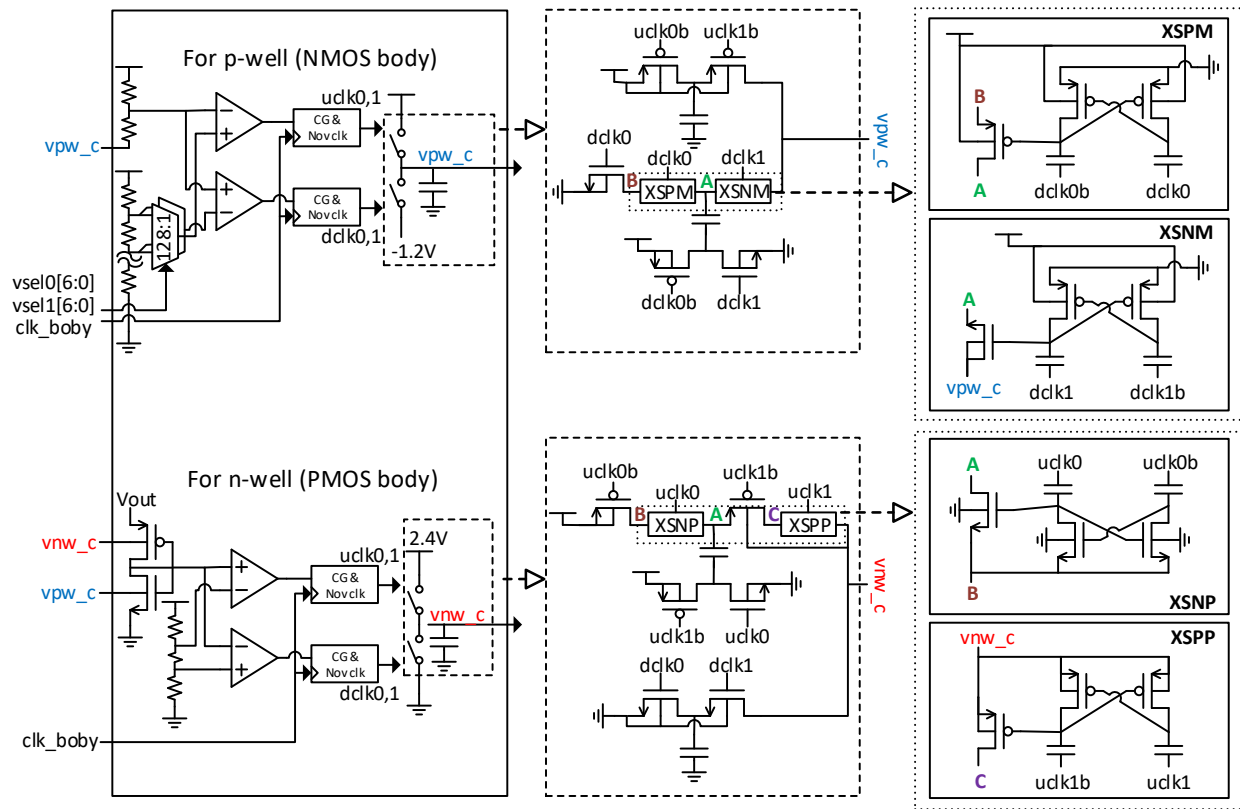 For p-well (NMOS body)
uclk0,1
CG &
Novclk
vpw_c
vpw_c
CG &
Novclk
dclk0,1
-1.2V
128:1
vsel0[6:0]
vsel1[6:0]
clk_boby
For n-well (PMOS body)
Vout
vnw_c
vpw_c
uclk0,1
CG &
Novclk
2.4V
vnw_c
CG &
Novclk
dclk0,1
clk_boby
uclk0b
uclk1b
vpw_c
dclk0
dclk0
dclk1
B
XSPM
A
XSNM
dclk0b
dclk1
uclk0b
uclk1b
uclk0
uclk1
B
XSNP
A
C
XSPP
vnw_c
uclk1b
uclk0
dclk0
dclk1
XSPM
B
A
dclk0b
dclk0
XSNM
A
vpw_c
dclk1
dclk1b
A
uclk0
uclk0b
B
XSNP
vnw_c
XSPP
C
uclk1b
uclk1